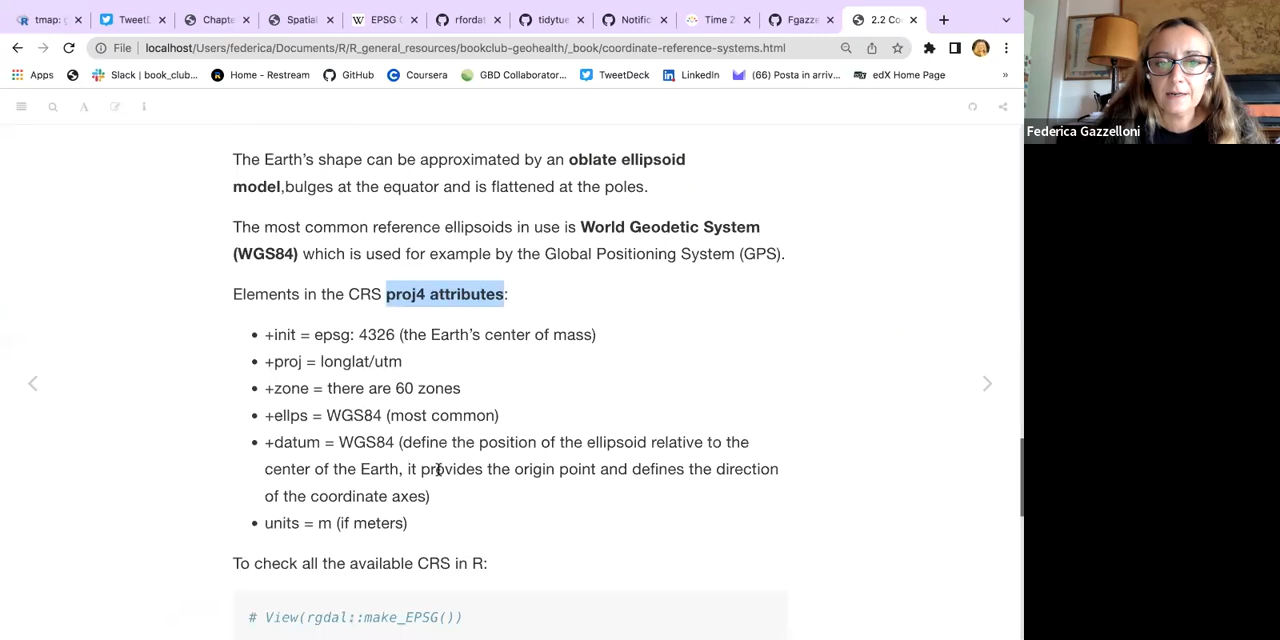 tmap: g
TweetD
Chapte
Spatial
EPSG G
rfordat
tidytue
Notific
Time 2
Fgazze
2.2 Co
File localhost/Users/federica/Documents/R/R_general_resources/bookclub-geohealth/_book/coordinate-reference-systems.html
Apps
Slack | book_club...
Home - Restream
GitHub
Coursera
GBD Collaborator...
TweetDeck
LinkedIn
(66) Posta in arriv...
edX Home Page
»
Federica Gazzelloni
The Earth's shape can be approximated by an oblate ellipsoid
model,bulges at the equator and is flattened at the poles.
The most common reference ellipsoids in use is World Geodetic System
(WGS84) which is used for example by the Global Positioning System (GPS).
Elements in the CRS proj4 attributes:
• +init = epsg: 4326 (the Earth's center of mass)
• +proj = longlat/utm
• +zone = there are 60 zones
• +ellps = WGS84 (most common)
• +datum = WGS84 (define the position of the ellipsoid relative to the
center of the Earth, it provides the origin point and defines the direction
of the coordinate axes)
• units = m (if meters)
To check all the available CRS in R:
# View(rgdal::make_EPSG())